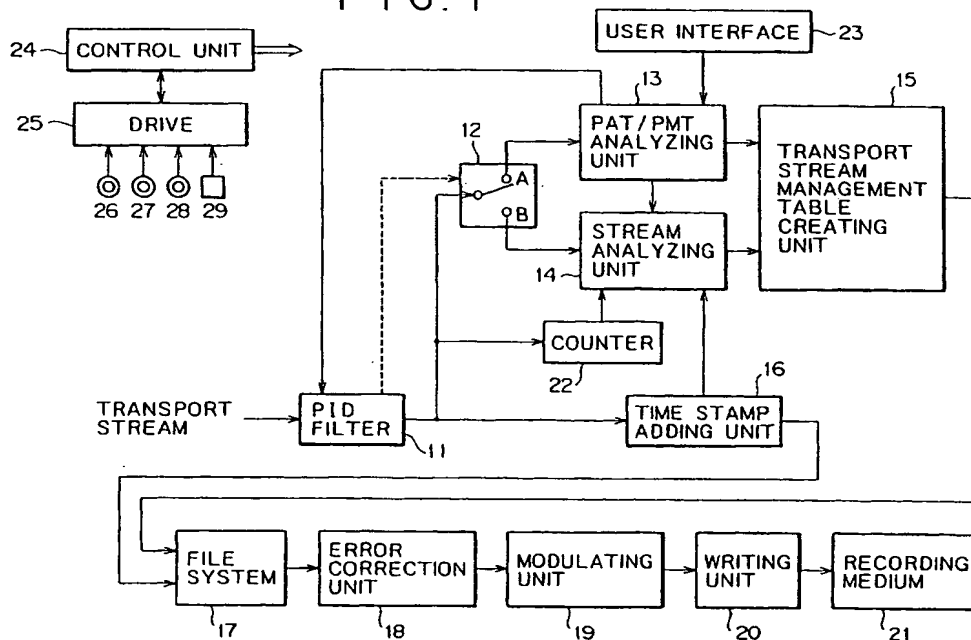 FIG. 1
24
CONTROL UNIT
25
DRIVE
26 27 28 29
USER INTERFACE
23
13
PAT/PMT
ANALYZING
UNIT
15
TRANSPORT
STREAM
MANAGEMENT
TABLE
CREATING
UNIT
12
A
B
STREAM
ANALYZING
UNIT
14
COUNTER
22
16
TIME STAMP
ADDING UNIT
TRANSPORT
STREAM
PID
FILTER
11
FILE
SYSTEM
17
ERROR
CORRECTION
UNIT
18
MODULATING
UNIT
19
WRITING
UNIT
20
RECORDING
MEDIUM
21